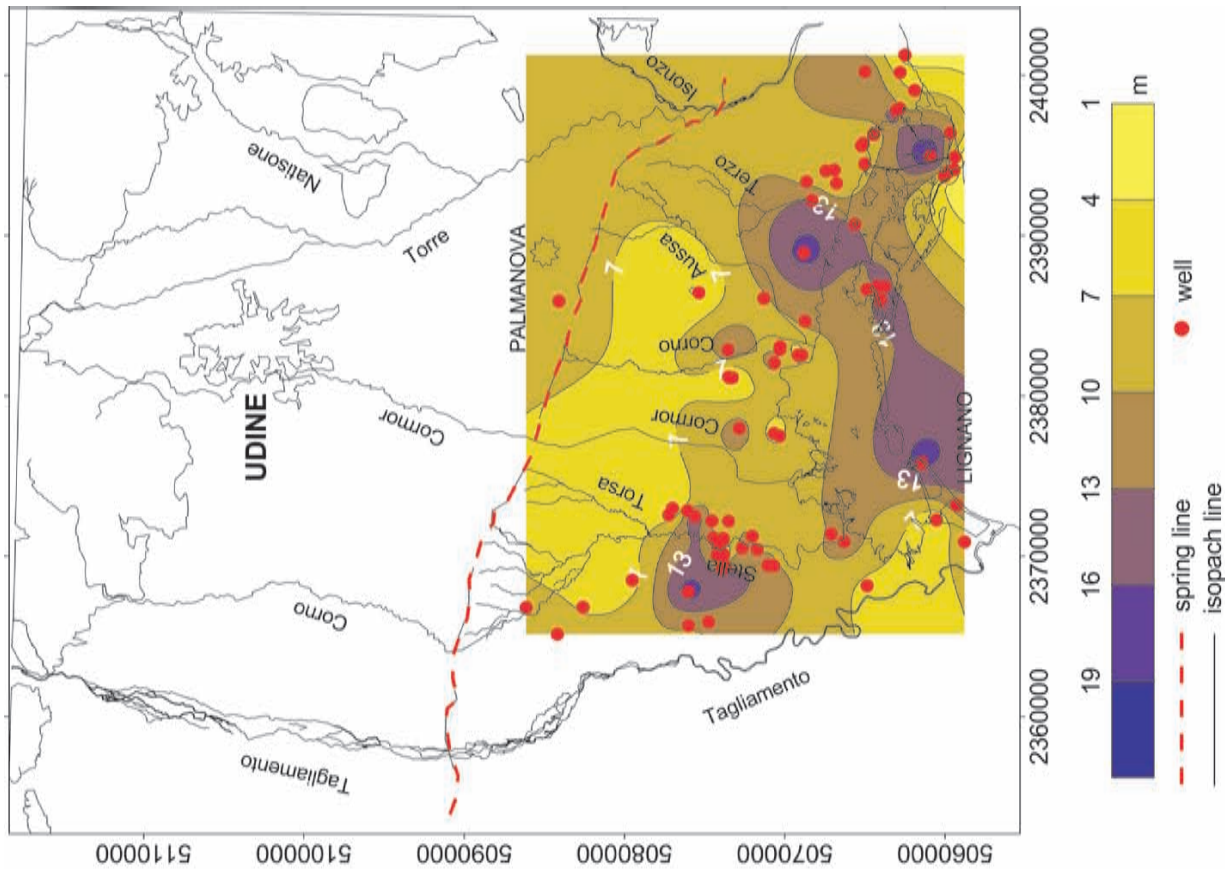 Natisone
Torre
UDINE
Cormor
Corno
Tagliamento
Tagliamento
PALMANOVA
Isonzo
Terzo
Aussa
Corno
Cormor
Torsa
Stella
LIGNANO
7
7
13
13
7
7
7
13
13
7
2400000
2390000
2380000
2370000
2360000
5110000
5100000
5090000
5080000
5070000
5060000
m
1
4
7
10
13
16
19
well
spring line
isopach line